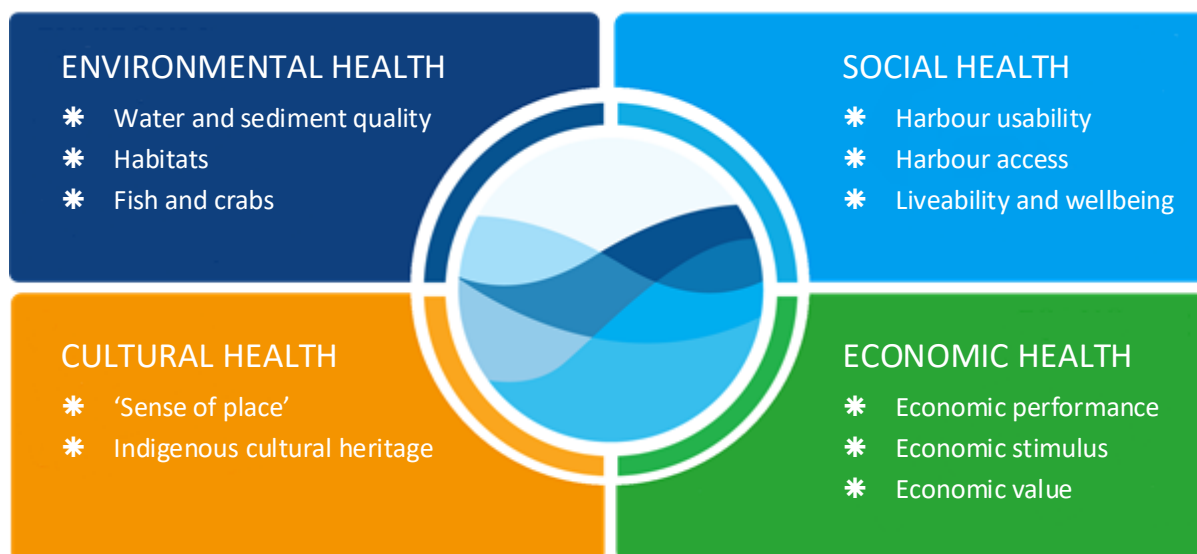 ENVIRONMENTAL HEALTH
✱ Water and sediment quality
✱ Habitats
✱ Fish and crabs
SOCIAL HEALTH
✱ Harbour usability
✱ Harbour access
✱ Liveability and wellbeing
CULTURAL HEALTH
✱ ‘Sense of place’
✱ Indigenous cultural heritage
ECONOMIC HEALTH
✱ Economic performance
✱ Economic stimulus
✱ Economic value